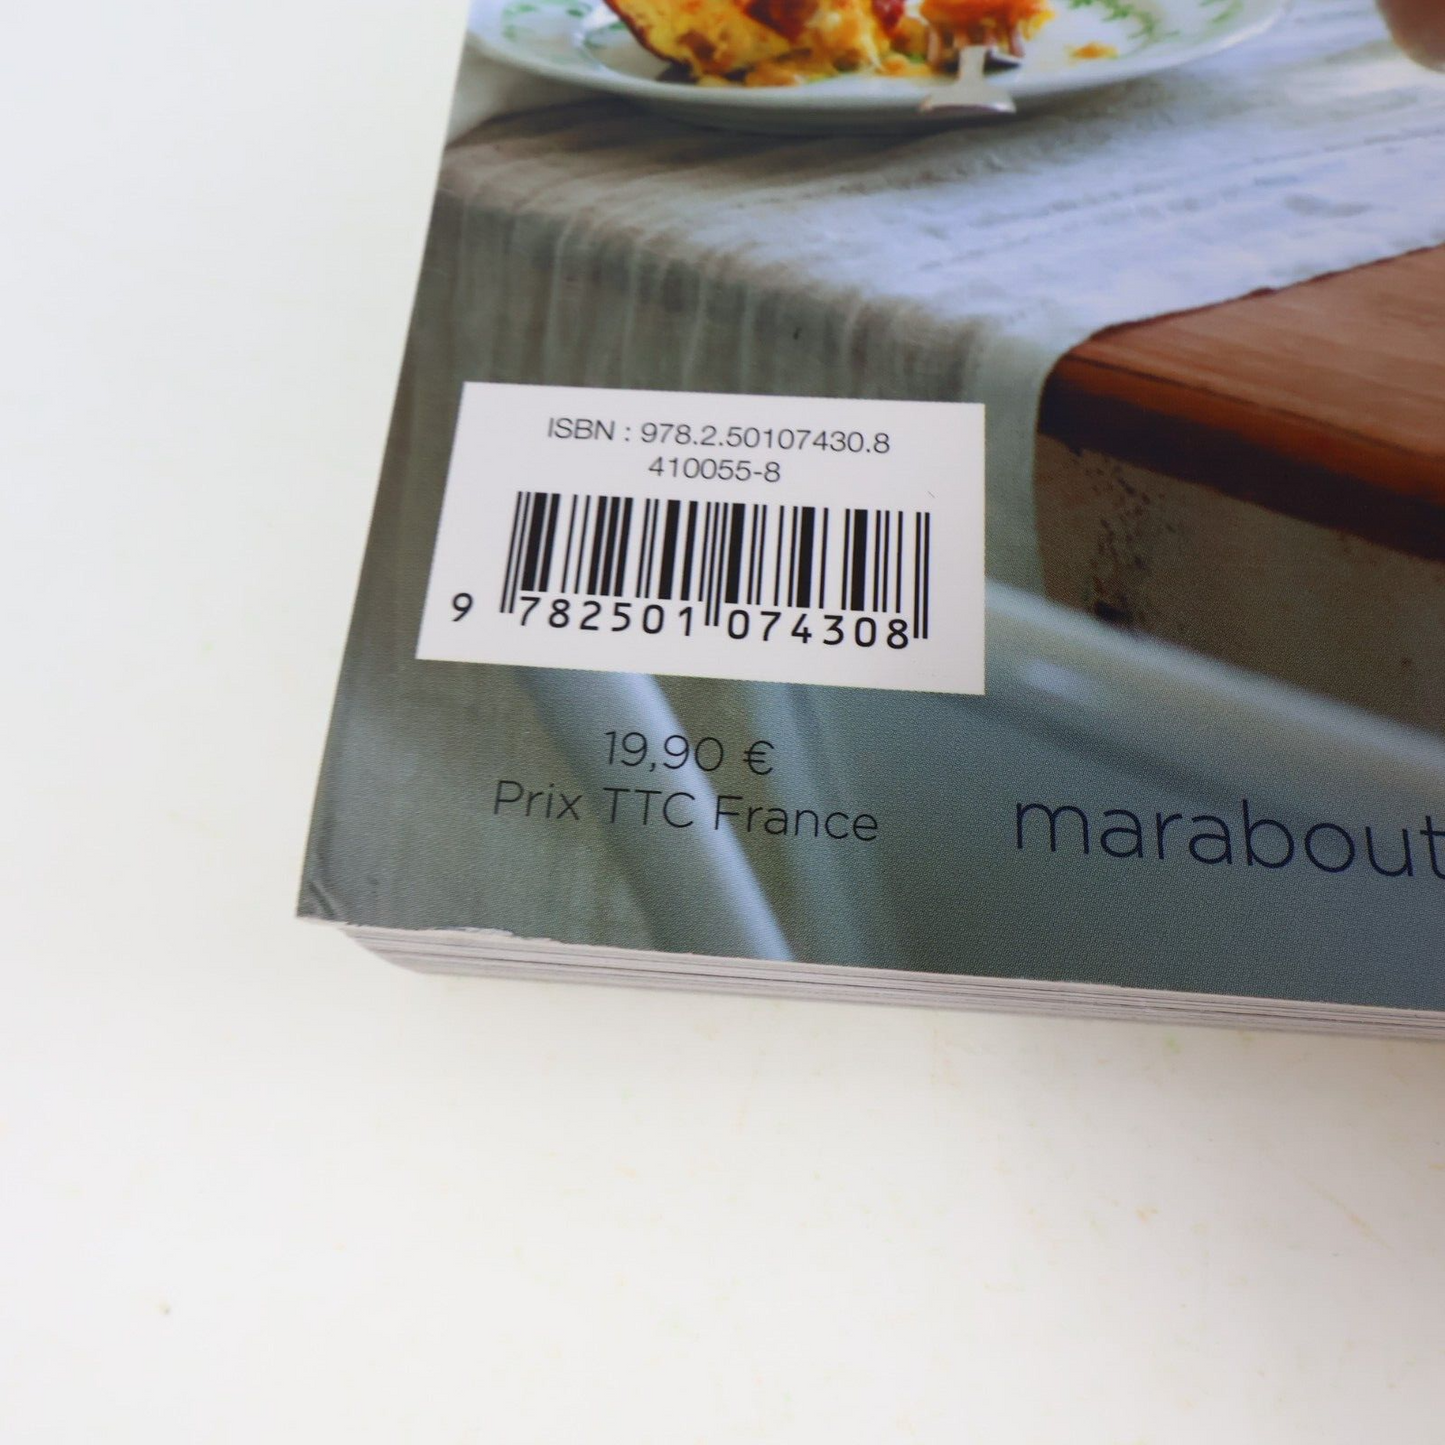 ISBN : 978.2.50107430.8
410055-8
9 782501 074308
19,90 €
Prix TTC France
marabout